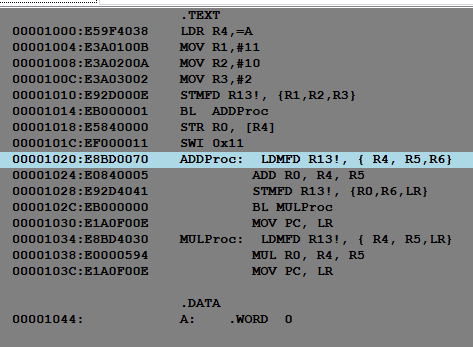 .TEXT
00001000:E59F4038 LDR R4,=A
00001004:E3A0100B MOV R1,#11
00001008:E3A0200A MOV R2,#10
0000100C:E3A03002 MOV R3,#2
00001010:E92D000E STMFD R13!, {R1,R2,R3}
00001014:EB000001 BL ADDProc
00001018:E5840000 STR R0, [R4]
0000101C:EF000011 SWI 0x11
00001020:E8BD0070 ADDProc: LDMFD R13!, { R4, R5,R6}
00001024:E0840005 ADD R0, R4, R5
00001028:E92D4041 STMFD R13!, {R0,R6,LR}
0000102C:EB000000 BL MULProc
00001030:E1A0F00E MOV PC, LR
00001034:E8BD4030 MULProc: LDMFD R13!, { R4, R5,LR}
00001038:E0000594 MUL R0, R4, R5
0000103C:E1A0F00E MOV PC, LR
.DATA
00001044: A: .WORD 0